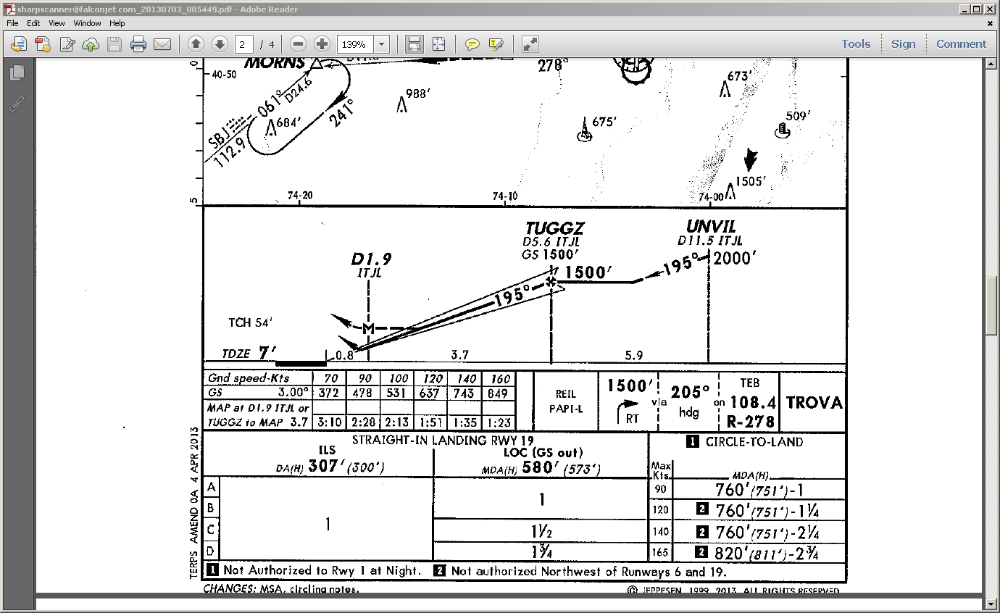 sharpscanner@falconjet com_20130703_085449.pdf - Adobe Reader
File Edit View Window Help
2 / 4 139% Tools Sign Comment
MORNS
0
40-50
278°
673'
061°
D24.6
988'
241°
684'
675'
509'
SBJ
112.9
1505'
5
74-20 74-10 74-00
TUGGZ UNVIL
D5.6 ITJL D11.5 ITJL
GS 1500'
D1.9
ITJL
1500' 195° 2000'
195°
TCH 54'
M
TDZE 7'
0.8 3.7 5.9
Gnd speed-Kts 70 90 100 120 140 160
GS 3.00° 372 478 531 637 743 849
MAP at D1.9 ITJL or
TUGGZ to MAP 3.7 3:10 2:28 2:13 1:51 1:35 1:23
REIL
PAPI-L
1500'
RT
via
205°
hdg
on
TEB
108.4
R-278
TROVA
STRAIGHT-IN LANDING RWY 19
1 CIRCLE-TO-LAND
ILS LOC (GS out)
DA(H) 307' (300') MDA(H) 580' (573')
Max
Kts. MDA(H)
A 1 1 90 760'(751')-1
B 120 2 760'(751')-1¼
C 1½ 140 2 760'(751')-2¼
D 1¾ 165 2 820'(811')-2¾
1 Not Authorized to Rwy 1 at Night. 2 Not authorized Northwest of Runways 6 and 19.
TERPS AMEND 0A 4 APR 2013
CHANGES: MSA, circling notes. © JEPPESEN, 1999, 2013. ALL RIGHTS RESERVED.